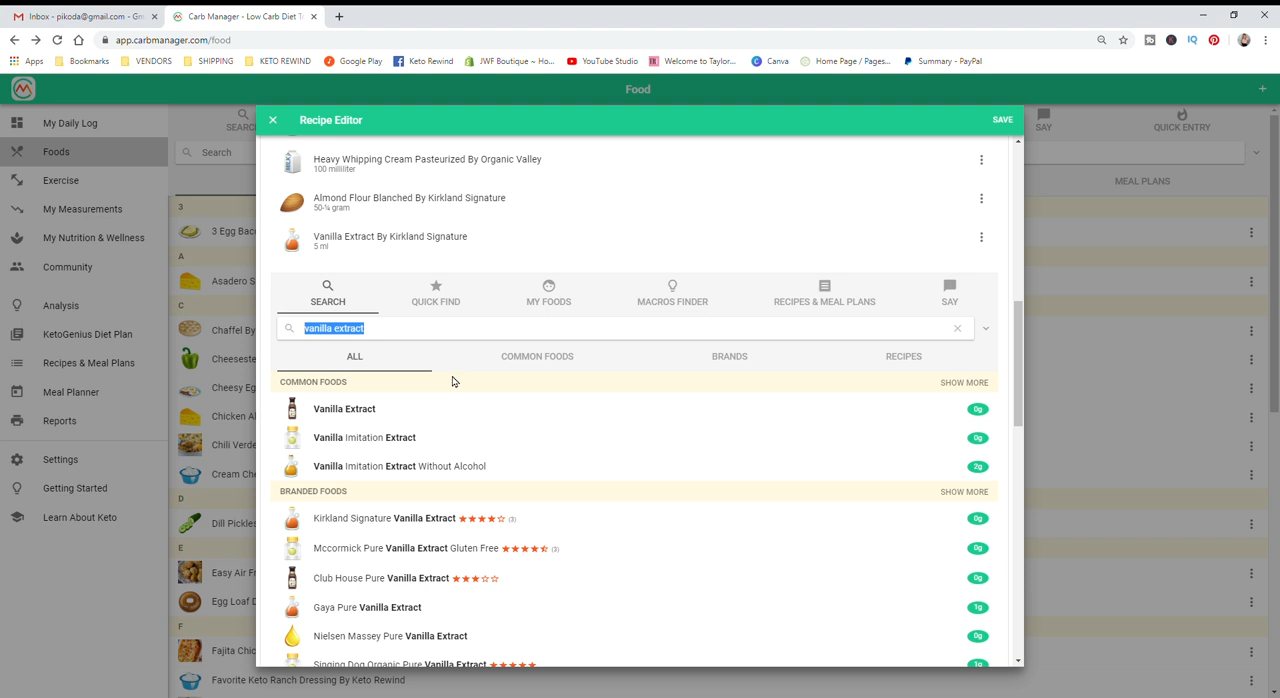 Inbox - pikoda@gmail.com - Gm
Carb Manager - Low Carb Diet Tr
app.carbmanager.com/food
Apps
Bookmarks
VENDORS
SHIPPING
KETO REWIND
Google Play
Keto Rewind
JWF Boutique ~ Ho...
YouTube Studio
Welcome to Taylor...
Canva
Home Page / Pages...
Summary - PayPal
Food
My Daily Log
Foods
Exercise
My Measurements
My Nutrition & Wellness
Community
Analysis
KetoGenius Diet Plan
Recipes & Meal Plans
Meal Planner
Reports
Settings
Getting Started
Learn About Keto
SEARC
Search
3
3 Egg Bac
A
Asadero S
C
Chaffel By
Cheesest
Cheesy Eg
Chicken Al
Chili Verde
Cream Che
D
Dill Pickles
E
Easy Air Fr
Egg Loaf D
F
Fajita Chic
Favorite Keto Ranch Dressing By Keto Rewind
SAY
QUICK ENTRY
MEAL PLANS
Recipe Editor
SAVE
Heavy Whipping Cream Pasteurized By Organic Valley
100 milliliter
Almond Flour Blanched By Kirkland Signature
50-¼ gram
Vanilla Extract By Kirkland Signature
5 ml
SEARCH
QUICK FIND
MY FOODS
MACROS FINDER
RECIPES & MEAL PLANS
SAY
vanilla extract
ALL
COMMON FOODS
BRANDS
RECIPES
COMMON FOODS
SHOW MORE
Vanilla Extract
0g
Vanilla Imitation Extract
0g
Vanilla Imitation Extract Without Alcohol
2g
BRANDED FOODS
SHOW MORE
Kirkland Signature Vanilla Extract (3)
0g
Mccormick Pure Vanilla Extract Gluten Free (3)
0g
Club House Pure Vanilla Extract
0g
Gaya Pure Vanilla Extract
1g
Nielsen Massey Pure Vanilla Extract
0g
Singing Dog Organic Pure Vanilla Extract
1g